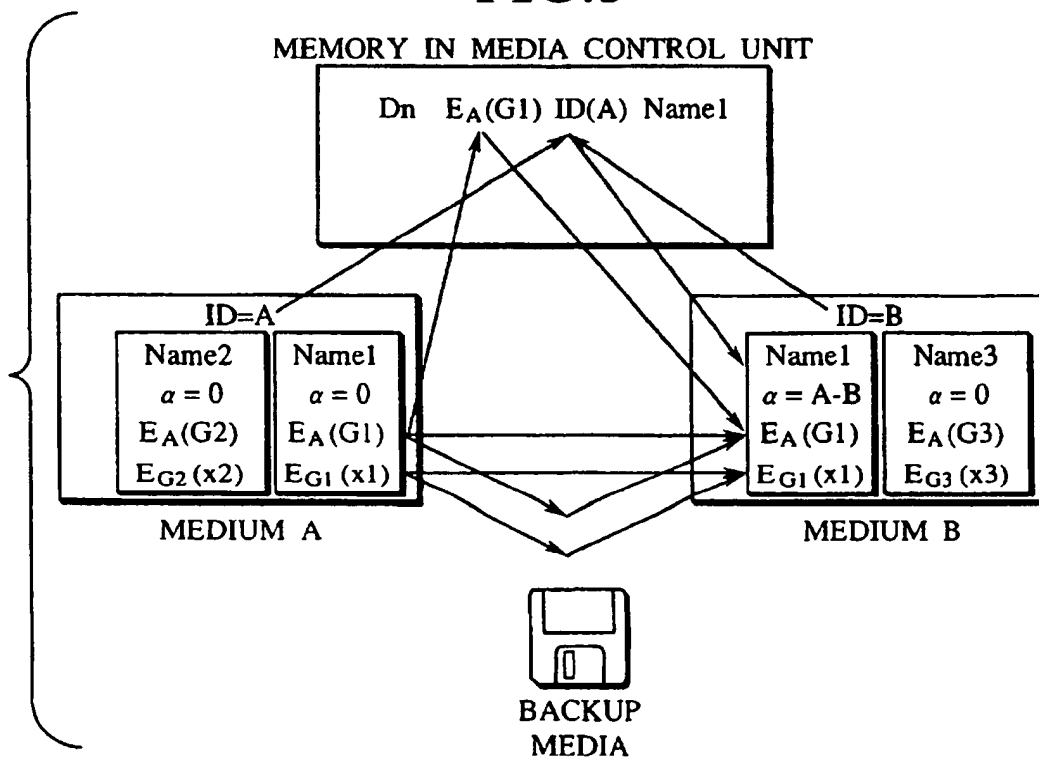 MEMORY IN MEDIA CONTROL UNIT
Dn E_A(G1) ID(A) Name1
ID=A
Name2
α = 0
E_A(G2)
E_G2(x2)
Name1
α = 0
E_A(G1)
E_G1(x1)
MEDIUM A
ID=B
Name1
α = A-B
E_A(G1)
E_G1(x1)
Name3
α = 0
E_A(G3)
E_G3(x3)
MEDIUM B
BACKUP
MEDIA